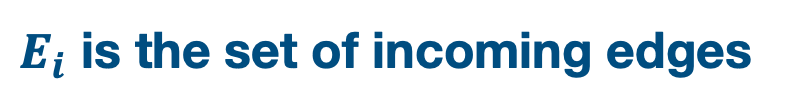 E_i is the set of incoming edges